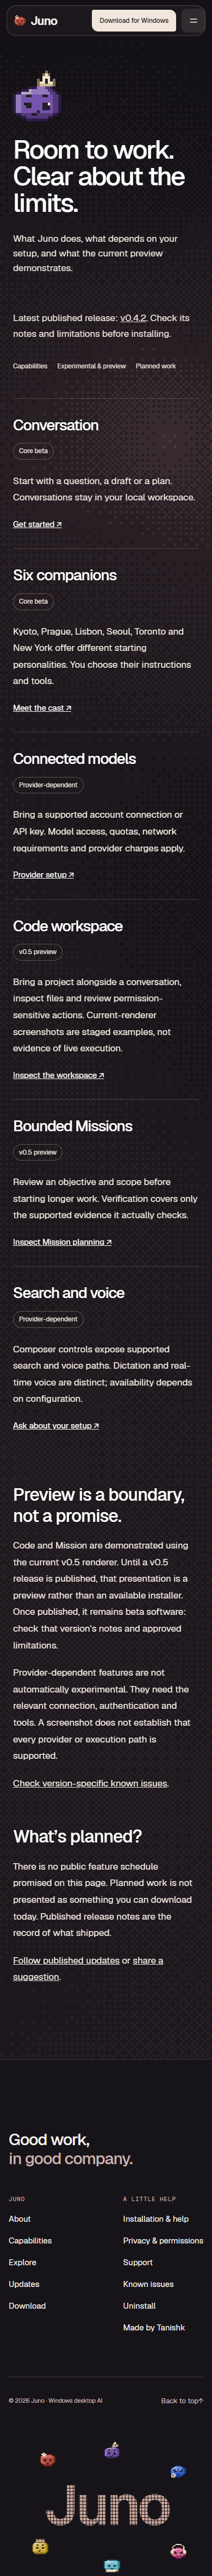 Juno
Download for Windows
Room to work.
Clear about the
limits.
What Juno does, what depends on your
setup, and what the current preview
demonstrates.
Latest published release: v0.4.2. Check its
notes and limitations before installing.
Capabilities Experimental & preview Planned work
Conversation
Core beta
Start with a question, a draft or a plan.
Conversations stay in your local workspace.
Get started ↗
Six companions
Core beta
Kyoto, Prague, Lisbon, Seoul, Toronto and
New York offer different starting
personalities. You choose their instructions
and tools.
Meet the cast ↗
Connected models
Provider-dependent
Bring a supported account connection or
API key. Model access, quotas, network
requirements and provider charges apply.
Provider setup ↗
Code workspace
v0.5 preview
Bring a project alongside a conversation,
inspect files and review permission-
sensitive actions. Current-renderer
screenshots are staged examples, not
evidence of live execution.
Inspect the workspace ↗
Bounded Missions
v0.5 preview
Review an objective and scope before
starting longer work. Verification covers only
the supported evidence it actually checks.
Inspect Mission planning ↗
Search and voice
Provider-dependent
Composer controls expose supported
search and voice paths. Dictation and real-
time voice are distinct; availability depends
on configuration.
Ask about your setup ↗
Preview is a boundary,
not a promise.
Code and Mission are demonstrated using
the current v0.5 renderer. Until a v0.5
release is published, that presentation is a
preview rather than an available installer.
Once published, it remains beta software:
check that version's notes and approved
limitations.
Provider-dependent features are not
automatically experimental. They need the
relevant connection, authentication and
tools. A screenshot does not establish that
every provider or execution path is
supported.
Check version-specific known issues.
What's planned?
There is no public feature schedule
promised on this page. Planned work is not
presented as something you can download
today. Published release notes are the
record of what shipped.
Follow published updates or share a
suggestion.
Good work,
in good company.
JUNO
About
Capabilities
Explore
Updates
Download
A LITTLE HELP
Installation & help
Privacy & permissions
Support
Known issues
Uninstall
Made by Tanishk
© 2026 Juno · Windows desktop AI
Back to top↑
Juno